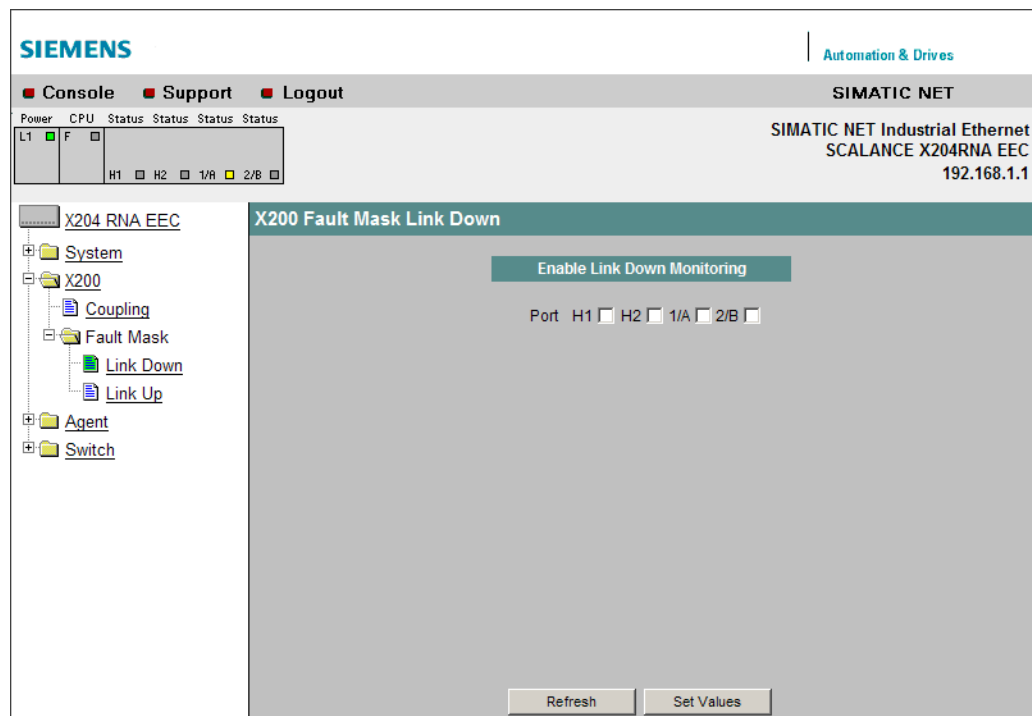 SIEMENS
Automation & Drives
Console Support Logout SIMATIC NET
Power CPU Status Status Status Status
L1 F
H1 H2 1/A 2/B
SIMATIC NET Industrial Ethernet
SCALANCE X204RNA EEC
192.168.1.1
X204 RNA EEC
System
X200
Coupling
Fault Mask
Link Down
Link Up
Agent
Switch
X200 Fault Mask Link Down
Enable Link Down Monitoring
Port H1 H2 1/A 2/B
Refresh Set Values